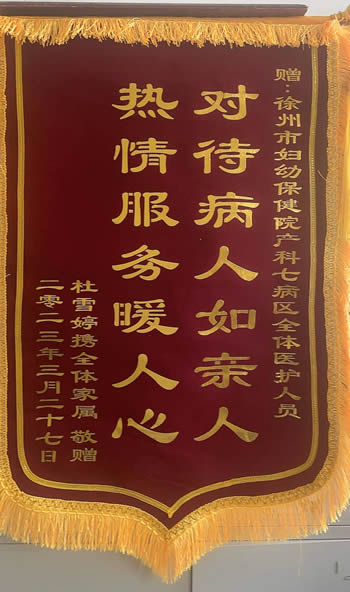 赠:徐州市妇幼保健院产科七病区全体医护人员
对待病人如亲人
热情服务暖人心
杜雪婷携全体家属 敬赠
二零二三年三月二十七日